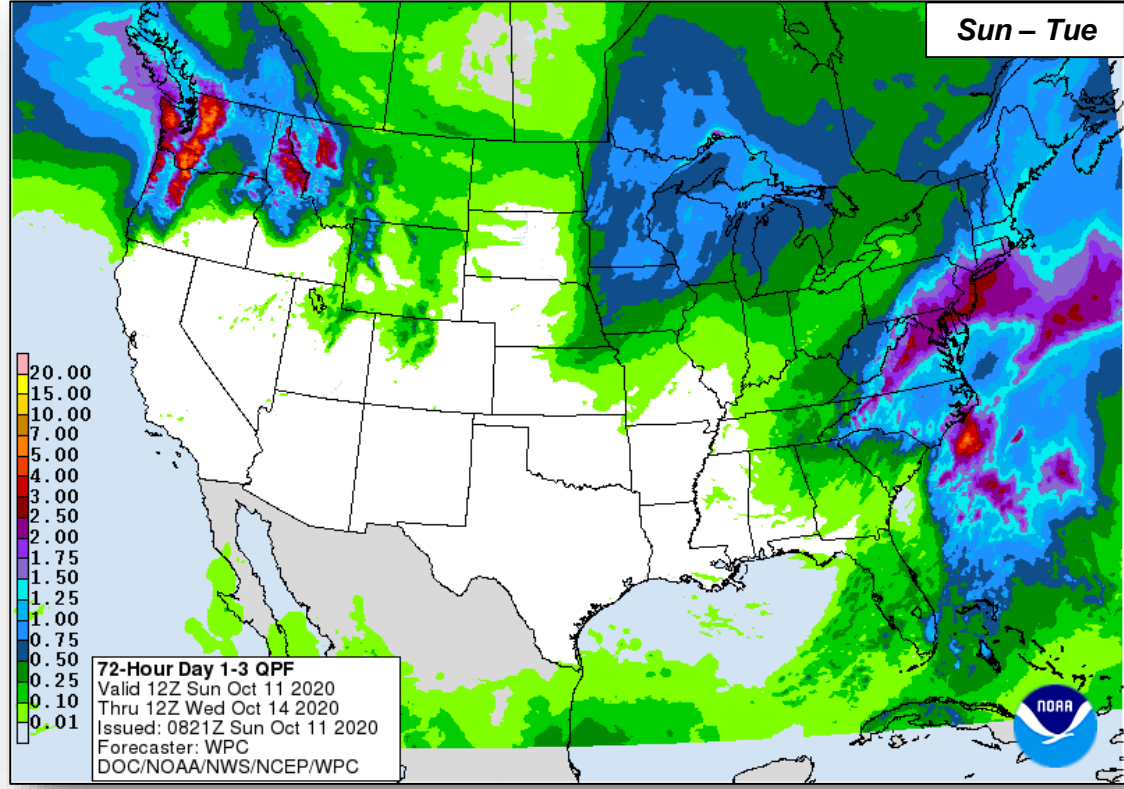 Sun – Tue
20.00
15.00
10.00
7.00
5.00
4.00
3.00
2.50
2.00
1.75
1.50
1.25
1.00
0.75
0.50
0.25
0.10
0.01
72-Hour Day 1-3 QPF
Valid 12Z Sun Oct 11 2020
Thru 12Z Wed Oct 14 2020
Issued: 0821Z Sun Oct 11 2020
Forecaster: WPC
DOC/NOAA/NWS/NCEP/WPC
NOAA